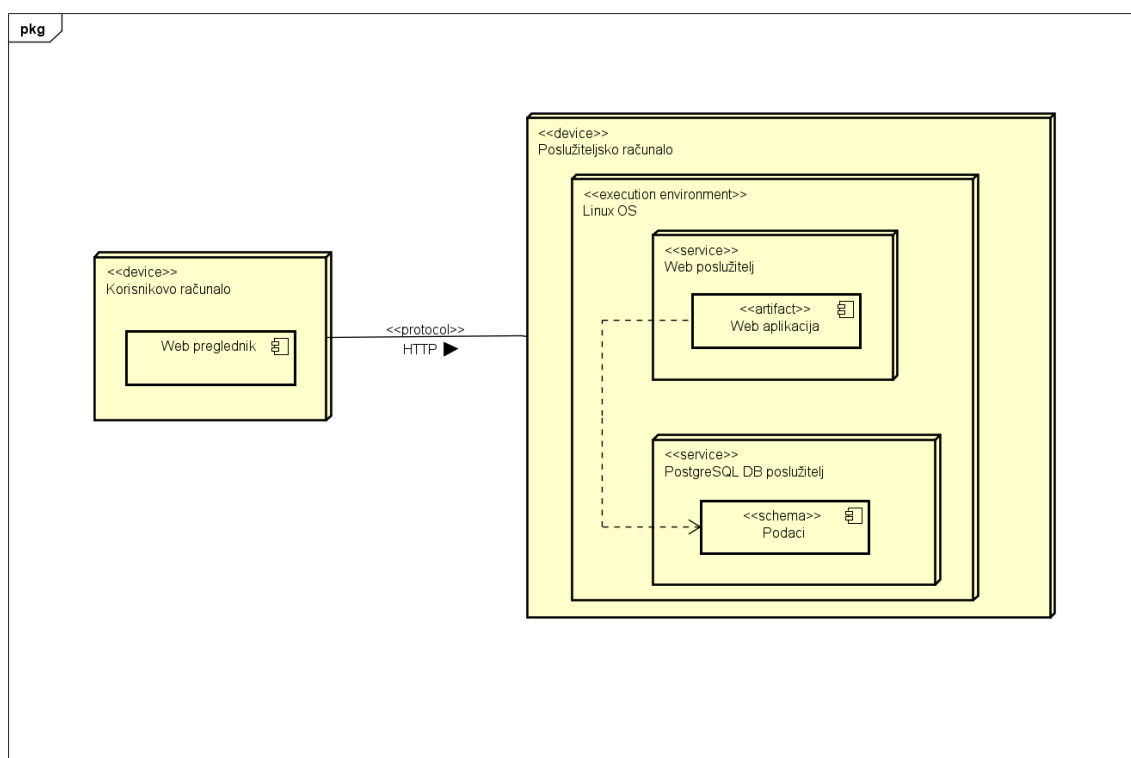 pkg
<<device>>
Poslužiteljsko računalo
<<execution environment>>
Linux OS
<<service>>
Web poslužitelj
<<artifact>>
Web aplikacija
<<device>>
Korisnikovo računalo
Web preglednik
<<protocol>>
HTTP
<<service>>
PostgreSQL DB poslužitelj
<<schema>>
Podaci